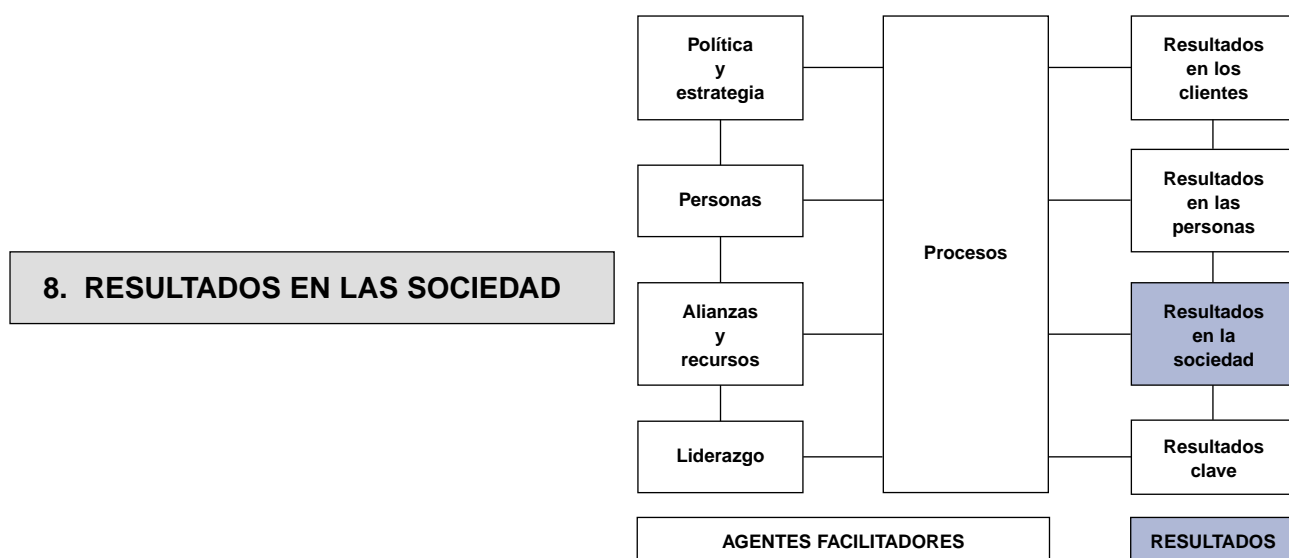 8. RESULTADOS EN LAS SOCIEDAD
Política
y
estrategia
Personas
Alianzas
y
recursos
Liderazgo
Procesos
Resultados
en los
clientes
Resultados
en las
personas
Resultados
en la
sociedad
Resultados
clave
AGENTES FACILITADORES
RESULTADOS